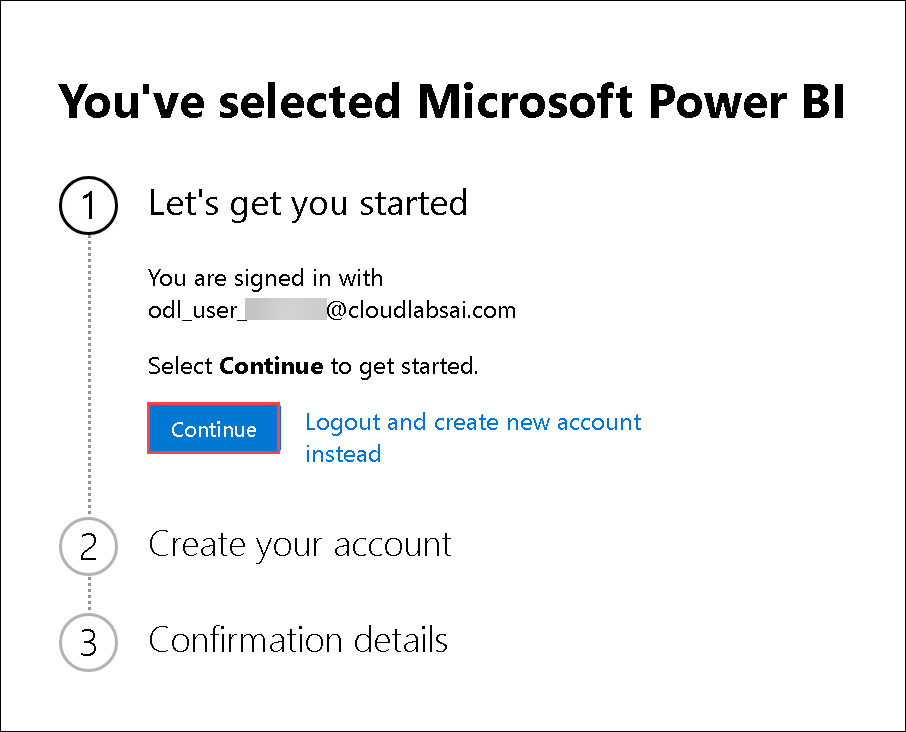 You've selected Microsoft Power BI
1 Let's get you started
You are signed in with
odl_user_@cloudlabsai.com
Select Continue to get started.
Continue
Logout and create new account
instead
2 Create your account
3 Confirmation details